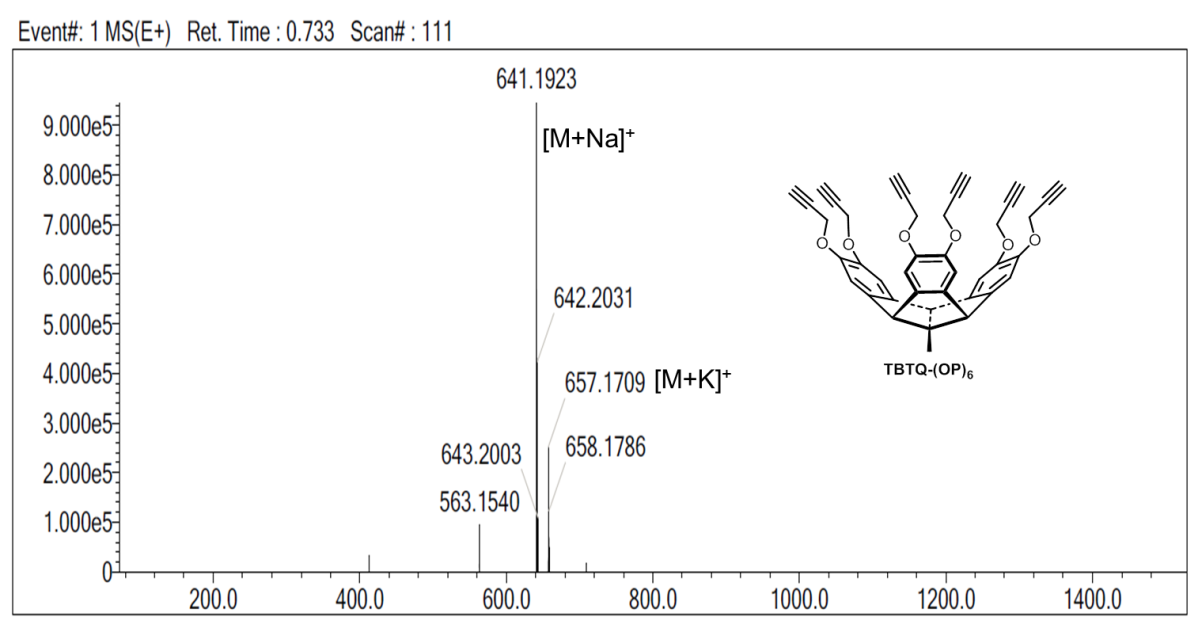 Event#: 1 MS(E+) Ret. Time : 0.733 Scan# : 111
641.1923
[M+Na]+
9.000e5
8.000e5
7.000e5
6.000e5
5.000e5
4.000e5
3.000e5
2.000e5
1.000e5
0
642.2031
657.1709 [M+K]+
643.2003
658.1786
563.1540
O O O O O O
TBTQ-(OP)6
200.0 400.0 600.0 800.0 1000.0 1200.0 1400.0